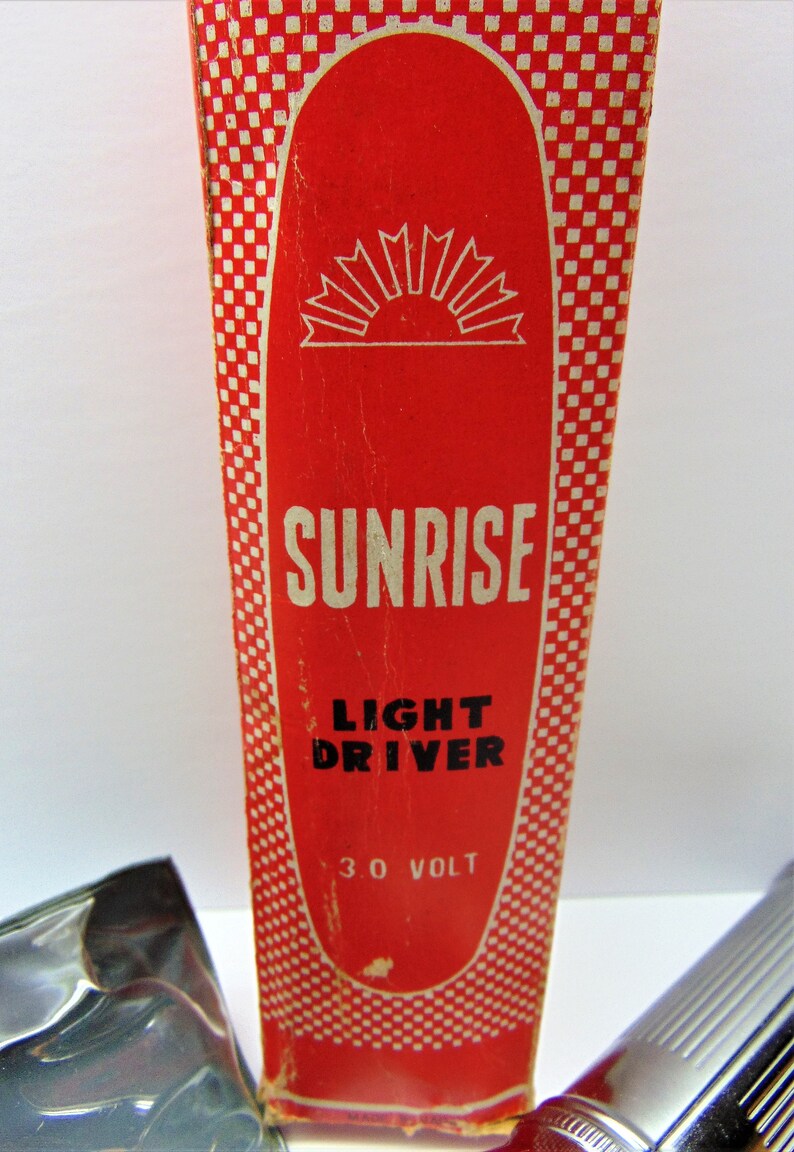 SUNRISE
LIGHT
DRIVER
3.0 VOLT